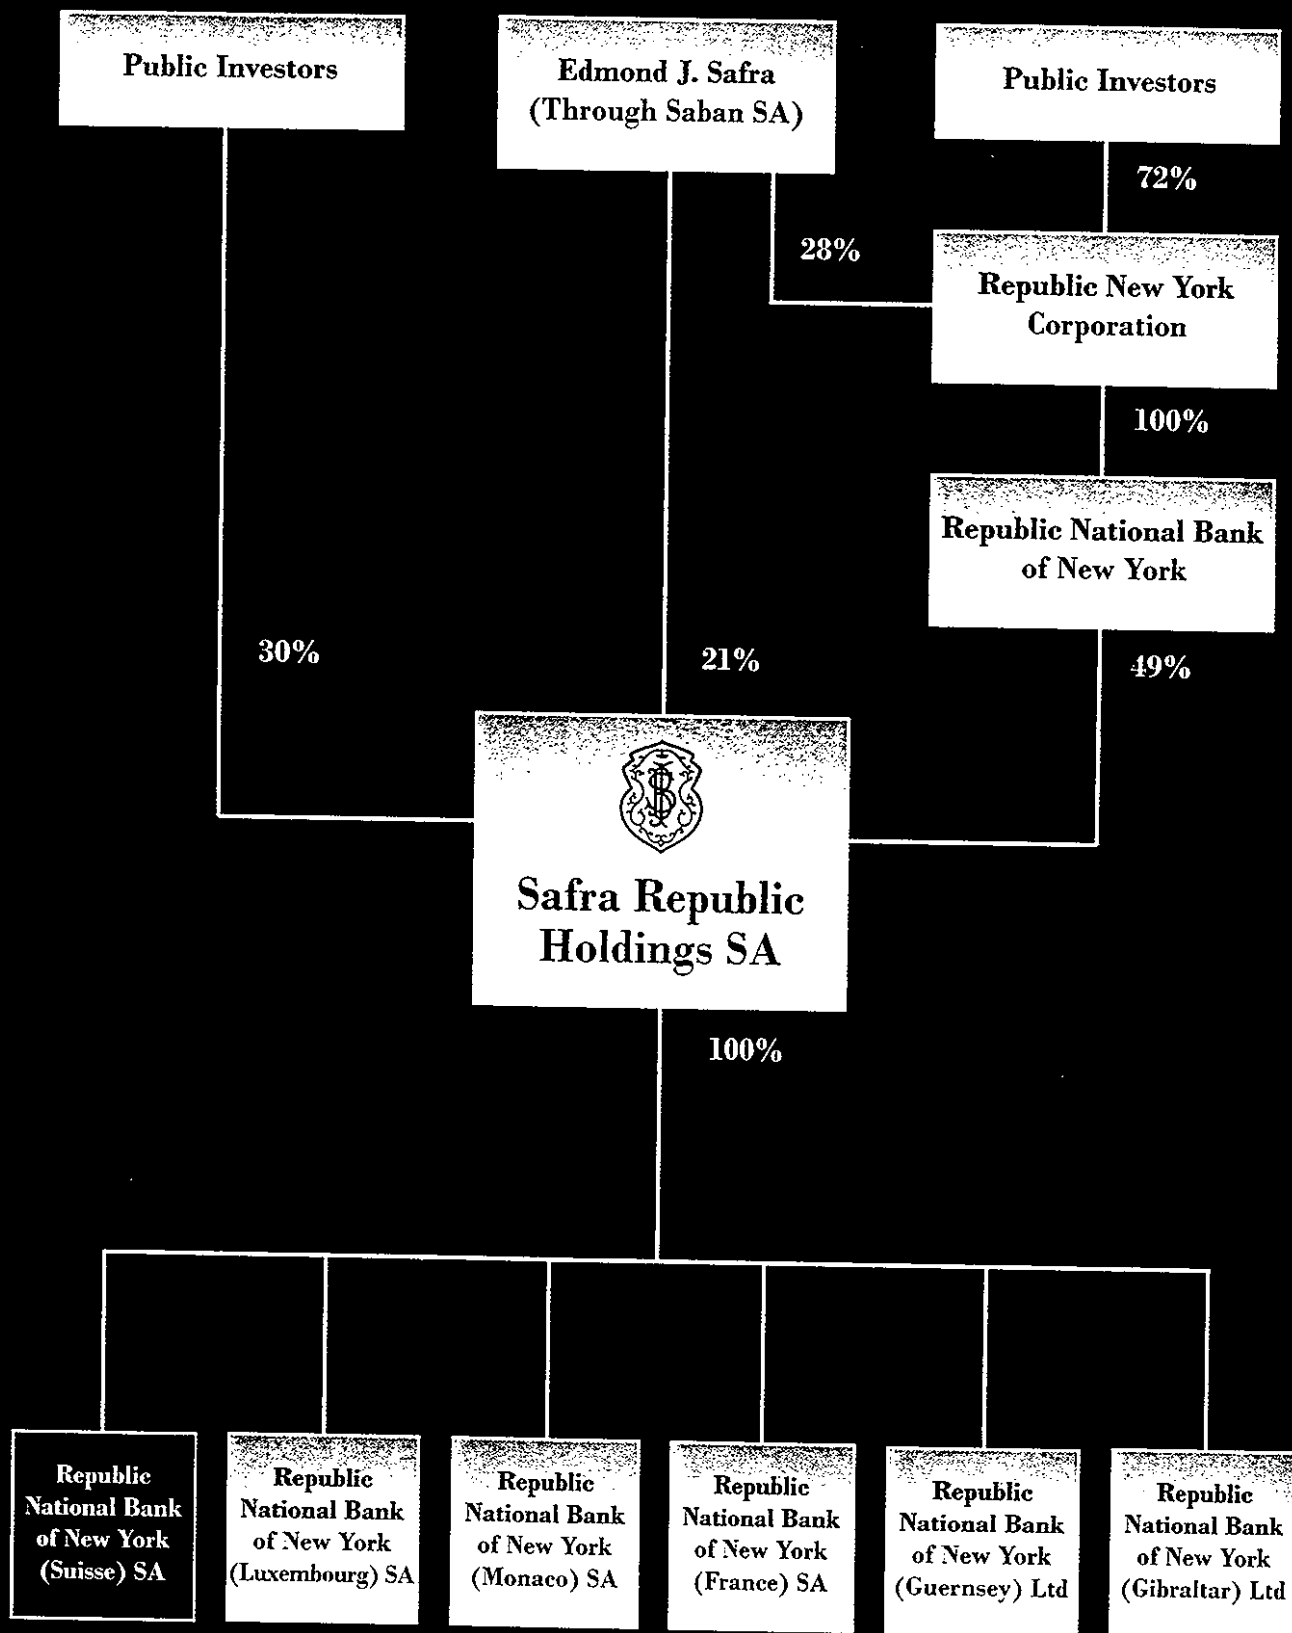 Public Investors
Edmond J. Safra
(Through Saban SA)
Public Investors
72%
28%
Republic New York
Corporation
100%
Republic National Bank
of New York
30%
21%
49%
Safra Republic
Holdings SA
100%
Republic
National Bank
of New York
(Suisse) SA
Republic
National Bank
of New York
(Luxembourg) SA
Republic
National Bank
of New York
(Monaco) SA
Republic
National Bank
of New York
(France) SA
Republic
National Bank
of New York
(Guernsey) Ltd
Republic
National Bank
of New York
(Gibraltar) Ltd